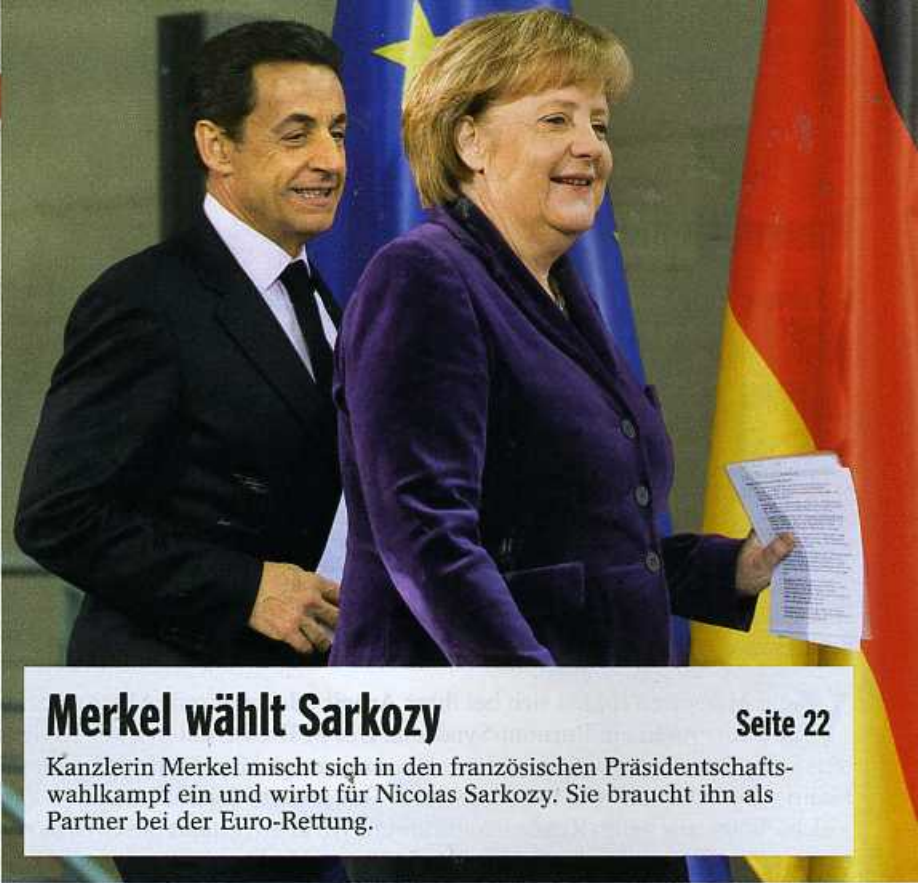 Merkel wählt Sarkozy Seite 22
Kanzlerin Merkel mischt sich in den französischen Präsidentschafts-
wahlkampf ein und wirbt für Nicolas Sarkozy. Sie braucht ihn als
Partner bei der Euro-Rettung.